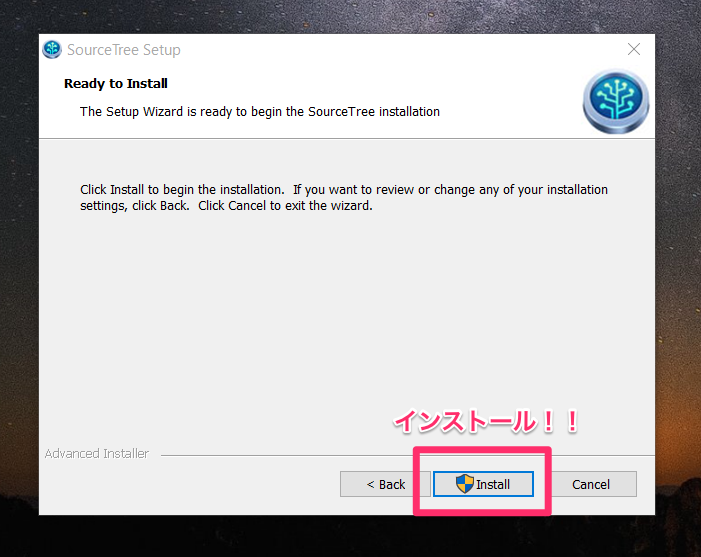 SourceTree Setup
Ready to Install
The Setup Wizard is ready to begin the SourceTree installation
Click Install to begin the installation.  If you want to review or change any of your installation
settings, click Back.  Click Cancel to exit the wizard.
インストール！！
Advanced Installer
< Back
Install
Cancel